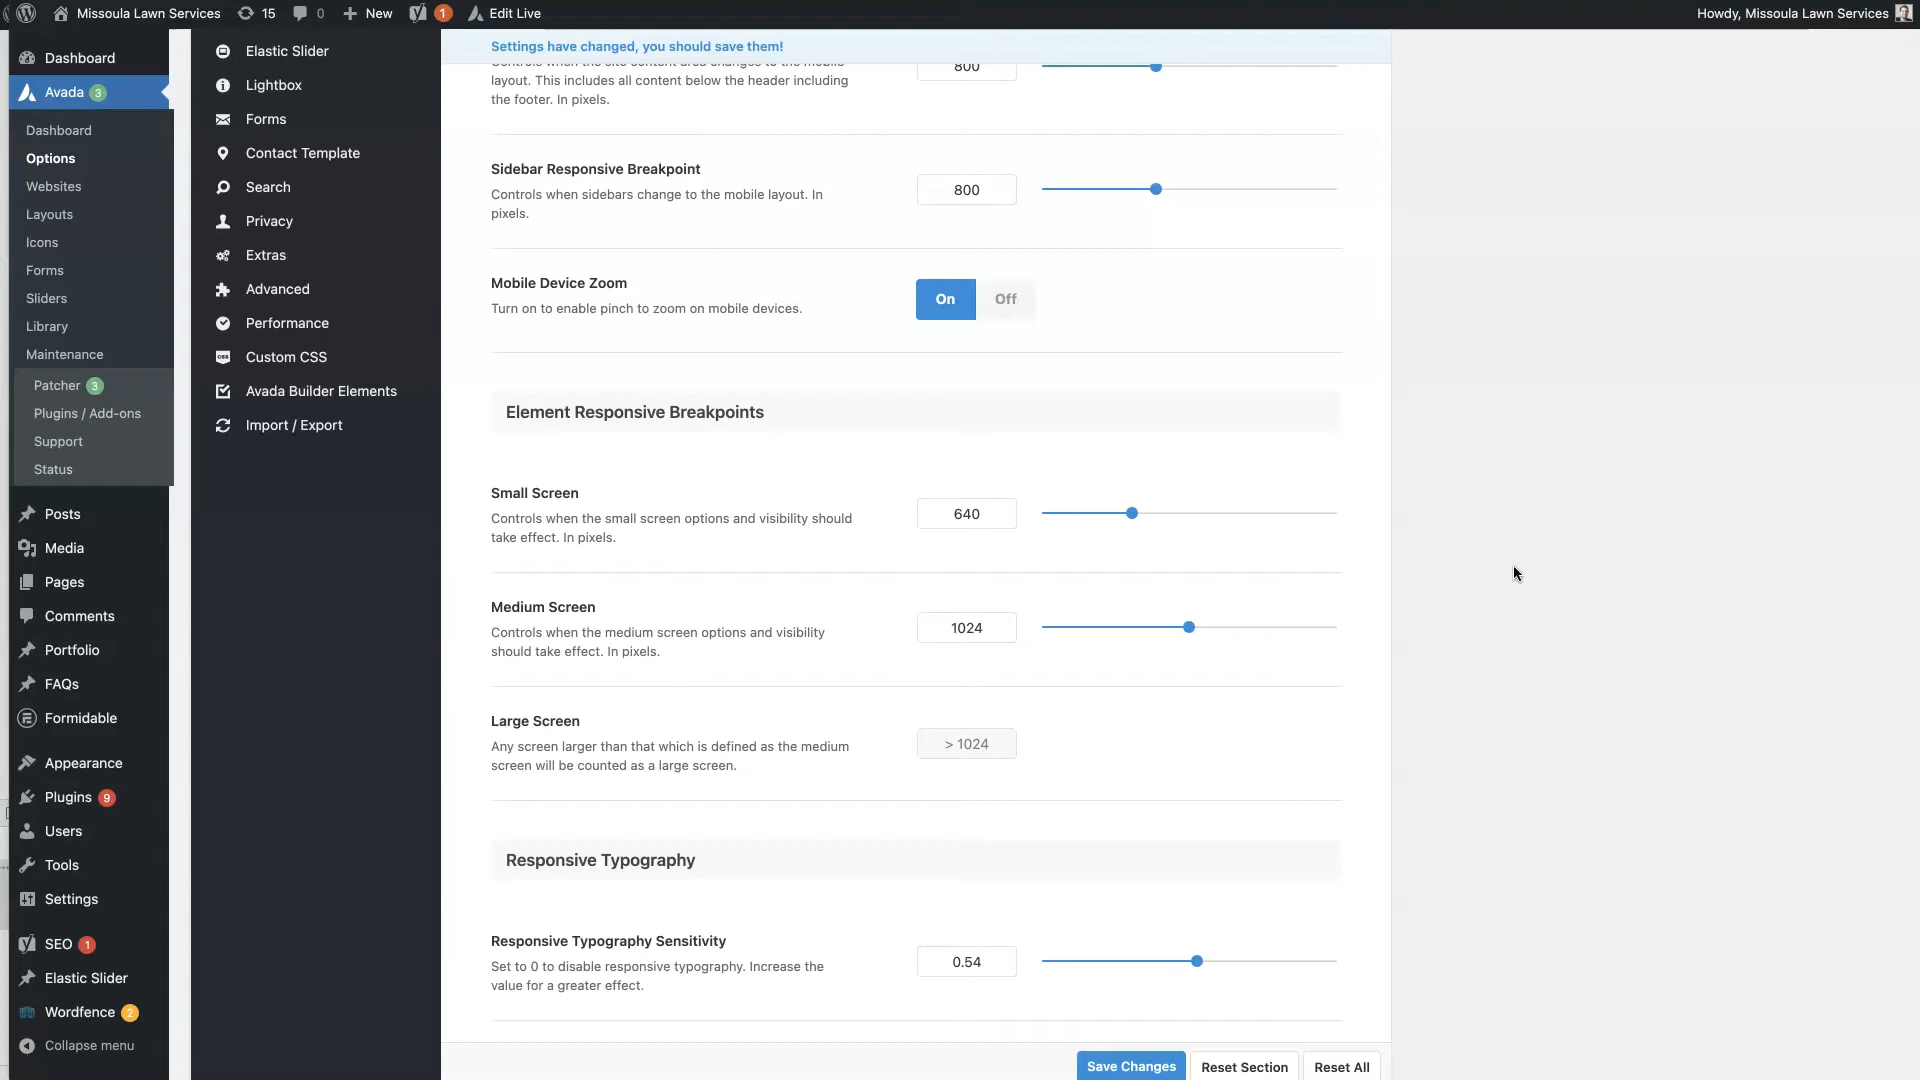 Missoula Lawn Services
15
0
New
1
Edit Live
Howdy, Missoula Lawn Services
Dashboard
Avada 3
Dashboard
Options
Websites
Layouts
Icons
Forms
Sliders
Library
Maintenance
Patcher 3
Plugins / Add-ons
Support
Status
Posts
Media
Pages
Comments
Portfolio
FAQs
Formidable
Appearance
Plugins 9
Users
Tools
Settings
SEO 1
Elastic Slider
Wordfence 2
Collapse menu
Elastic Slider
Lightbox
Forms
Contact Template
Search
Privacy
Extras
Advanced
Performance
Custom CSS
Avada Builder Elements
Import / Export
Settings have changed, you should save them!
Controls when the site content area changes to the mobile
layout. This includes all content below the header including
the footer. In pixels.
800
Sidebar Responsive Breakpoint
Controls when sidebars change to the mobile layout. In
pixels.
800
Mobile Device Zoom
Turn on to enable pinch to zoom on mobile devices.
On
Off
Element Responsive Breakpoints
Small Screen
Controls when the small screen options and visibility should
take effect. In pixels.
640
Medium Screen
Controls when the medium screen options and visibility
should take effect. In pixels.
1024
Large Screen
Any screen larger than that which is defined as the medium
screen will be counted as a large screen.
> 1024
Responsive Typography
Responsive Typography Sensitivity
Set to 0 to disable responsive typography. Increase the
value for a greater effect.
0.54
Save Changes
Reset Section
Reset All